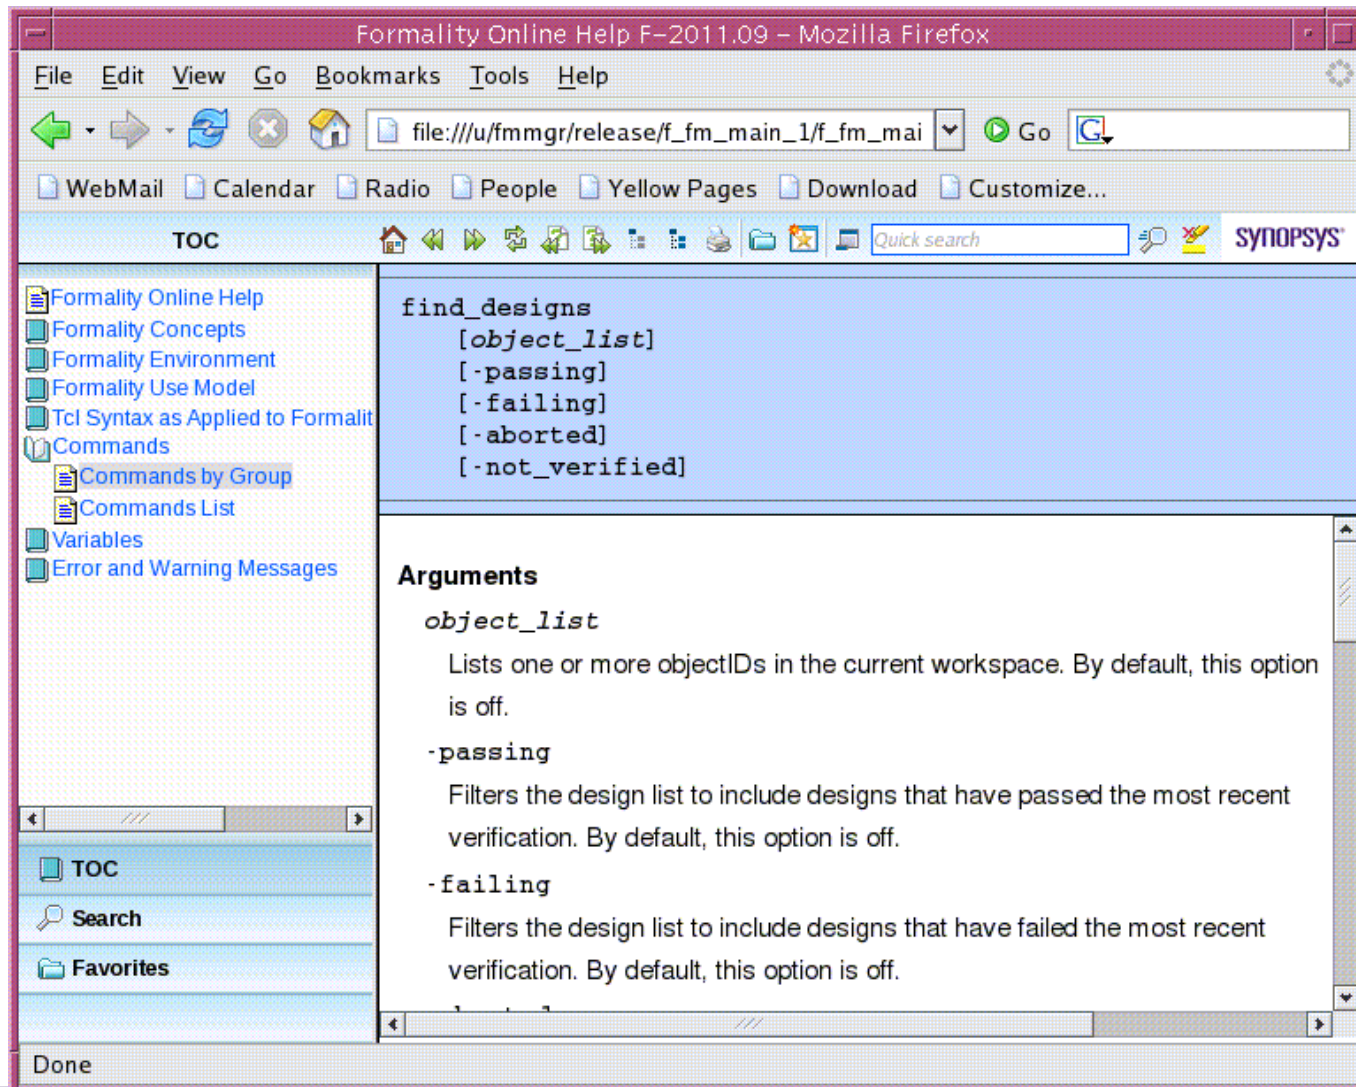 Formality Online Help F-2011.09 - Mozilla Firefox
File Edit View Go Bookmarks Tools Help
file:///u/fmmgr/release/f_fm_main_1/f_fm_mai Go G
WebMail Calendar Radio People Yellow Pages Download Customize...
TOC Quick search SYNOPSYS
Formality Online Help
Formality Concepts
Formality Environment
Formality Use Model
Tcl Syntax as Applied to Formalit
Commands
Commands by Group
Commands List
Variables
Error and Warning Messages
TOC
Search
Favorites
find_designs
[object_list]
[-passing]
[-failing]
[-aborted]
[-not_verified]
Arguments
object_list
Lists one or more objectIDs in the current workspace. By default, this option
is off.
-passing
Filters the design list to include designs that have passed the most recent
verification. By default, this option is off.
-failing
Filters the design list to include designs that have failed the most recent
verification. By default, this option is off.
Done